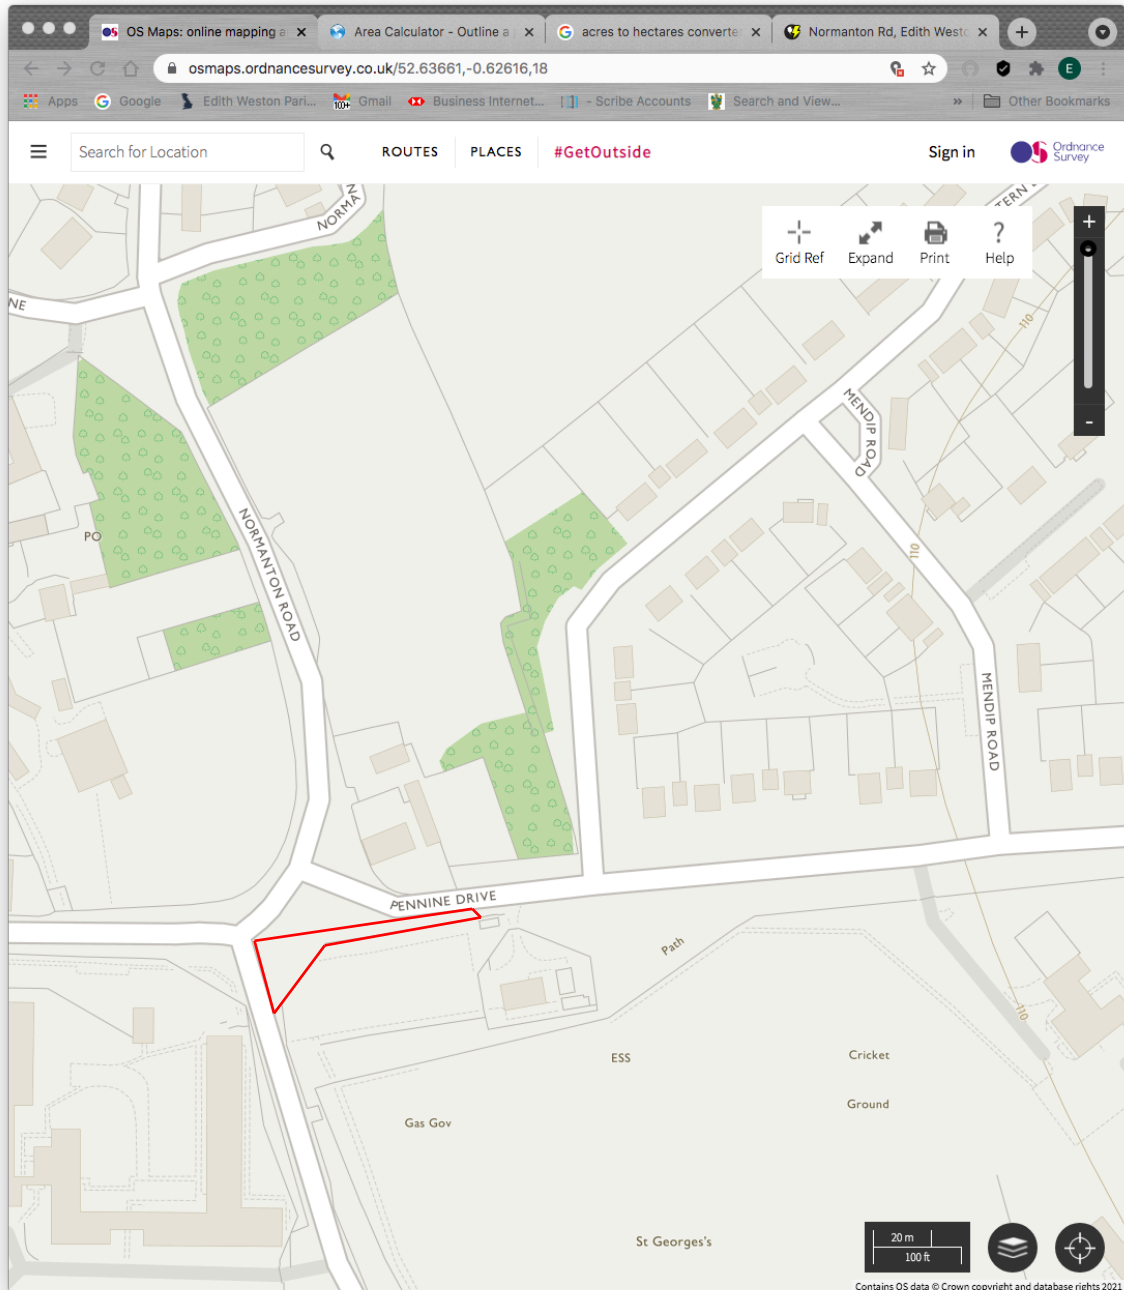 OS Maps: online mapping a
Area Calculator - Outline a
acres to hectares converte
Normanton Rd, Edith Westo
osmaps.ordnancesurvey.co.uk/52.63661,-0.62616,18
E
Apps
Google
Edith Weston Pari...
Gmail
Business Internet...
- Scribe Accounts
Search and View...
»
Other Bookmarks
Search for Location
ROUTES
PLACES
#GetOutside
Sign in
OS
Ordnance
Survey
NORMAN
TERN
Grid Ref
Expand
Print
?
Help
+
-
NE
110
MENDIP ROAD
PO
NORMANTON ROAD
110
MENDIP ROAD
PENNINE DRIVE
Path
110
ESS
Cricket
Ground
Gas Gov
St Georges's
20 m
100 ft
Contains OS data © Crown copyright and database rights 2021